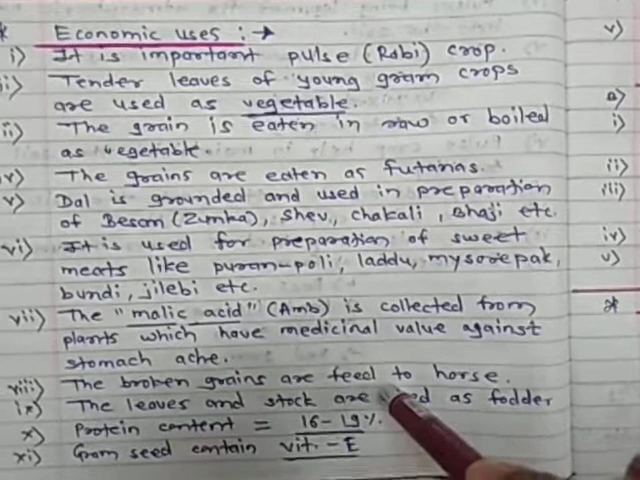 * Economic uses :→
i) It is important pulse (Rabi) crop.
ii) Tender leaves of young gram crops
are used as vegetable.
iii) The grain is eaten in raw or boiled
as vegetable.
iv) The grains are eaten as futanas.
v) Dal is grounded and used in preparation
of Besan (Zunka), Shev, chakali, Bhaji etc.
vi) It is used for preparation of sweet
meats like puran-poli, laddu, mysorepak,
bundi, jilebi etc.
vii) The "malic acid" (Amb) is collected from
plants which have medicinal value against
stomach ache.
viii) The broken grains are feed to horse.
ix) The leaves and stock are as fodder
x) Protein content = 16-19%.
xi) Gram seed contain vit. - E
v)
a)
i)
ii)
iii)
iv)
v)
*